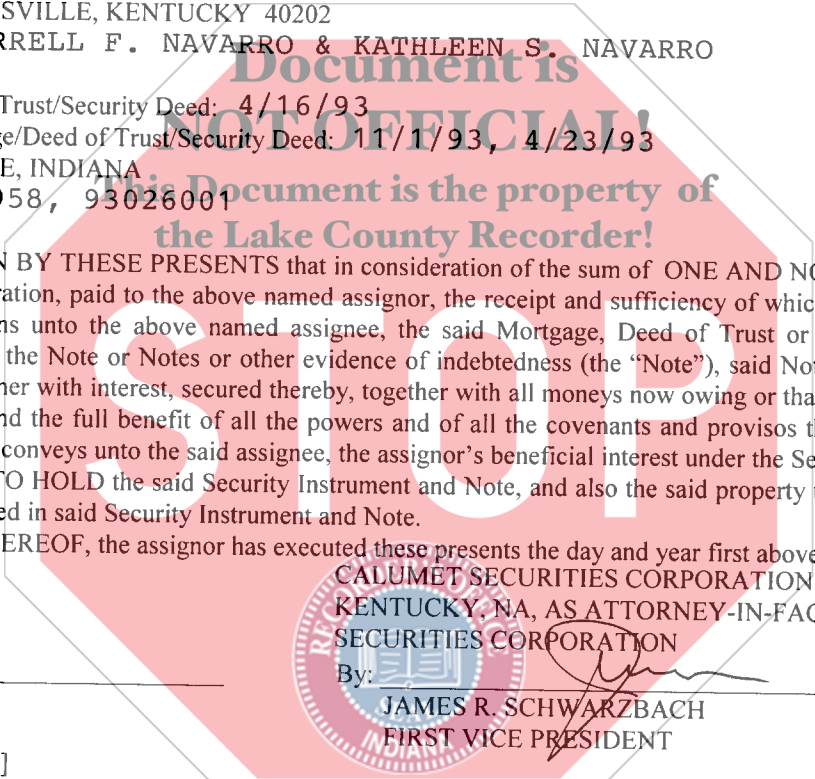 SVILLE, KENTUCKY 40202
RRELL F. NAVARRO & KATHLEEN S. NAVARRO
Document is
Trust/Security Deed: 4/16/93
NOT OFFICIAL!
e/Deed of Trust/Security Deed: 11/1/93, 4/23/93
E, INDIANA
This Document is the property of
958, 93026001
the Lake County Recorder!
N BY THESE PRESENTS that in consideration of the sum of ONE AND NO
ration, paid to the above named assignor, the receipt and sufficiency of whic
ns unto the above named assignee, the said Mortgage, Deed of Trust or
the Note or Notes or other evidence of indebtedness (the “Note”), said No
her with interest, secured thereby, together with all moneys now owing or tha
nd the full benefit of all the powers and of all the covenants and provisos t
conveys unto the said assignee, the assignor's beneficial interest under the Se
TO HOLD the said Security Instrument and Note, and also the said property
ed in said Security Instrument and Note.
EREOF, the assignor has executed these presents the day and year first above
STOP
CALUMET SECURITIES CORPORATION
KENTUCKY, NA, AS ATTORNEY-IN-FAC
SECURITIES CORPORATION
By:
JAMES R. SCHWARZBACH
FIRST VICE PRESIDENT
RECORDER'S OFFICE
SEAL
INDIANA
]